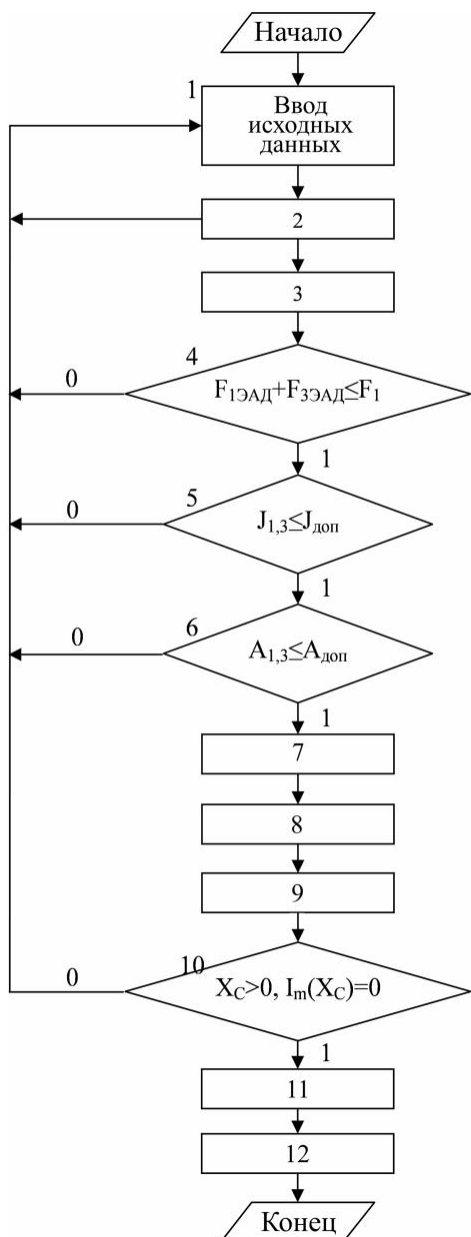 Начало
1
Ввод
исходных
данных
2
3
4
0
F1ЭАД+F3ЭАД≤F1
1
5
0
J1,3≤Jдоп
1
6
0
A1,3≤Aдоп
1
7
8
9
10
0
XC>0, Im(XC)=0
1
11
12
Конец